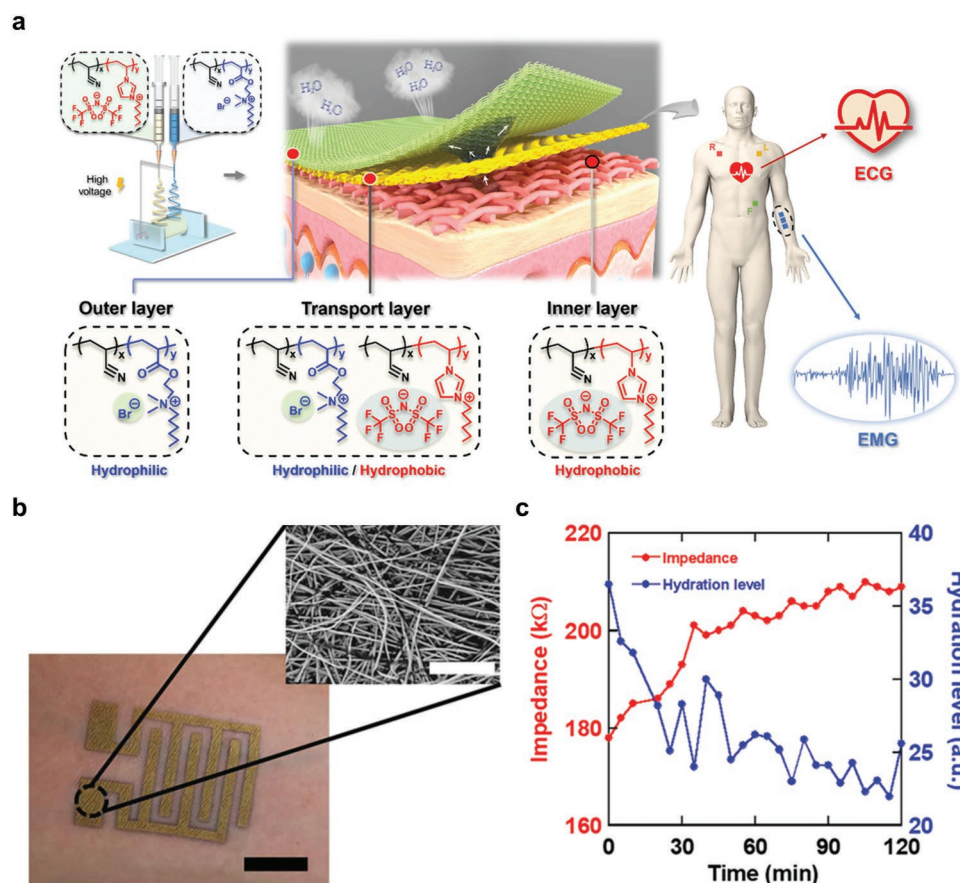 a
H₂O
H₂O
H₂O
H₂O
High
voltage
R
L
F
ECG
EMG
Outer layer
Transport layer
Inner layer
x
y
N
O
O
N
⊕
Br⊖
Hydrophilic
x
y
N
O
O
N
⊕
Br⊖
x
y
N
N
N
⊕
⊖
N
F
F
F
S
S
O
O
O
O
F
F
F
Hydrophilic / Hydrophobic
x
y
N
N
N
⊕
⊖
N
F
F
F
S
S
O
O
O
O
F
F
F
Hydrophobic
b
c
Impedance
Hydration level
Impedance (kΩ)
220
200
180
160
Hydration level (a.u.)
40
35
30
25
20
0 30 60 90 120
Time (min)